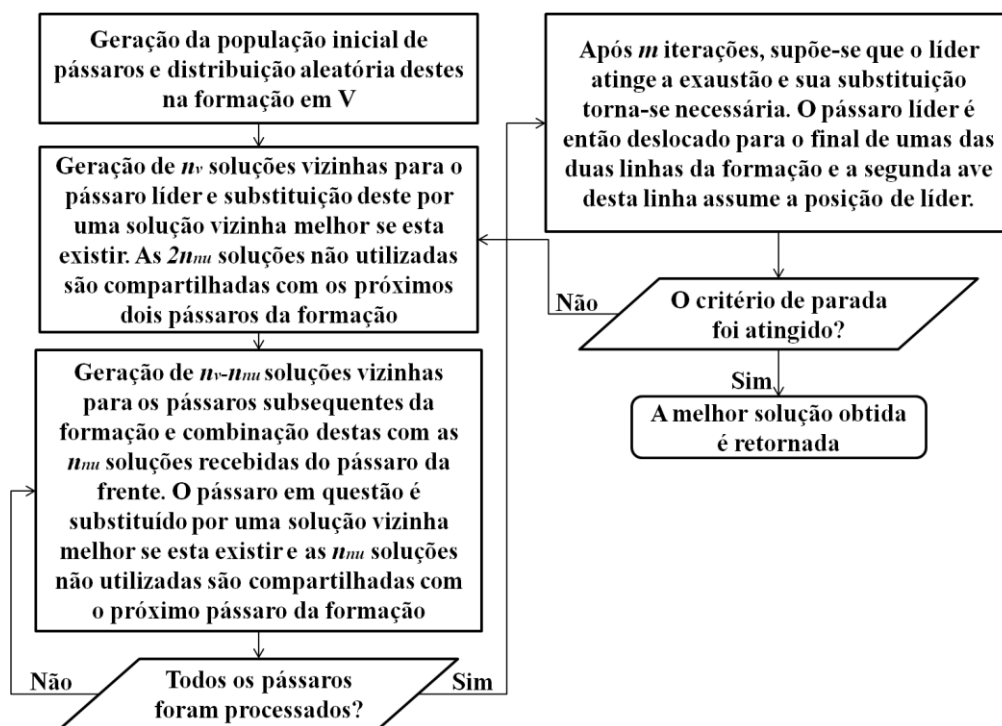 Geração da população inicial de
pássaros e distribuição aleatória destes
na formação em V
Geração de nv soluções vizinhas para o
pássaro líder e substituição deste por
uma solução vizinha melhor se esta
existir. As 2nnu soluções não utilizadas
são compartilhadas com os próximos
dois pássaros da formação
Geração de nv-nnu soluções vizinhas
para os pássaros subsequentes da
formação e combinação destas com as
nnu soluções recebidas do pássaro da
frente. O pássaro em questão é
substituído por uma solução vizinha
melhor se esta existir e as nnu soluções
não utilizadas são compartilhadas com
o próximo pássaro da formação
Não
Todos os pássaros
foram processados?
Sim
Após m iterações, supõe-se que o líder
atinge a exaustão e sua substituição
torna-se necessária. O pássaro líder é
então deslocado para o final de umas das
duas linhas da formação e a segunda ave
desta linha assume a posição de líder.
Não
O critério de parada
foi atingido?
Sim
A melhor solução obtida
é retornada